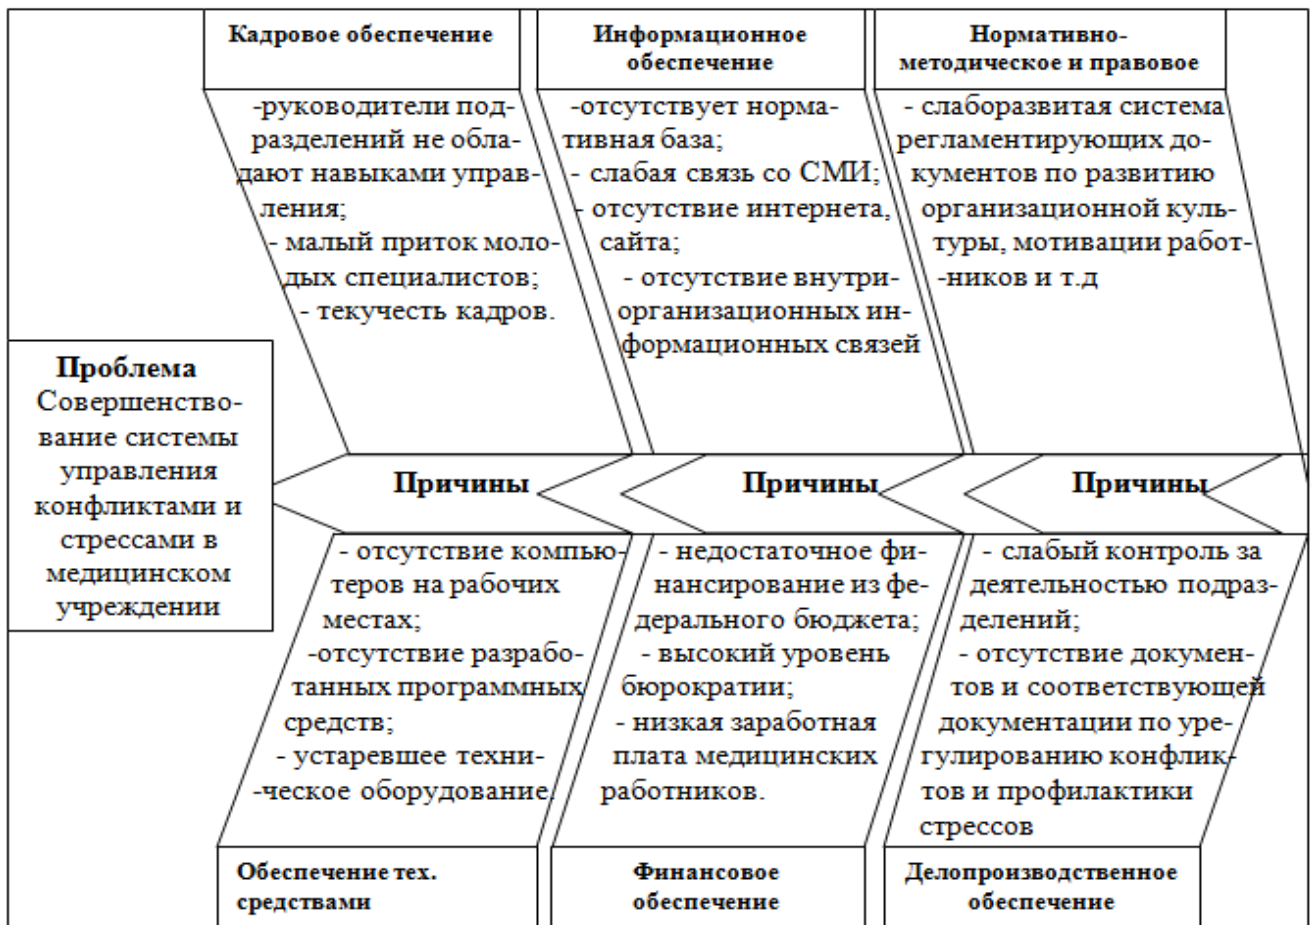 Кадровое обеспечение
-руководители под-
разделений не обла-
дают навыками управ-
ления;
- малый приток моло-
дых специалистов;
- текучесть кадров.
Информационное
обеспечение
-отсутствует норма-
тивная база;
- слабая связь со СМИ;
- отсутствие интернета,
сайта;
- отсутствие внутри-
организационных ин-
формационных связей
Нормативно-
методическое и правовое
- слаборазвитая система
регламентирующих до-
кументов по развитию
организационной куль-
туры, мотивации работ-
-ников и т.д
Проблема
Совершенство-
вание системы
управления
конфликтами и
стрессами в
медицинском
учреждении
Причины
Причины
Причины
- отсутствие компью-
теров на рабочих
местах;
-отсутствие разрабо-
танных программных
средств;
- устаревшее техни-
-ческое оборудование.
Обеспечение тех.
средствами
- недостаточное фи-
нансирование из фе-
дерального бюджета;
- высокий уровень
бюрократии;
- низкая заработная
плата медицинских
работников.
Финансовое
обеспечение
- слабый контроль за
деятельностью подраз-
делений;
- отсутствие докумен-
тов и соответствующей
документации по уре-
гулированию конфлик-
тов и профилактики
стрессов
Делопроизводственное
обеспечение